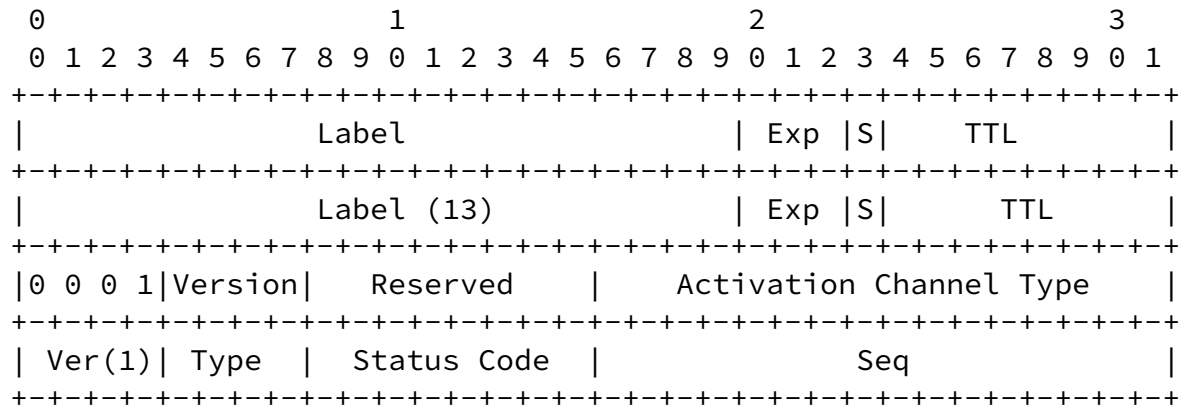 0                   1                   2                   3
 0 1 2 3 4 5 6 7 8 9 0 1 2 3 4 5 6 7 8 9 0 1 2 3 4 5 6 7 8 9 0 1
+-+-+-+-+-+-+-+-+-+-+-+-+-+-+-+-+-+-+-+-+-+-+-+-+-+-+-+-+-+-+-+-+
|                Label                  | Exp |S|    TTL        |
+-+-+-+-+-+-+-+-+-+-+-+-+-+-+-+-+-+-+-+-+-+-+-+-+-+-+-+-+-+-+-+-+
|                Label (13)             | Exp |S|      TTL      |
+-+-+-+-+-+-+-+-+-+-+-+-+-+-+-+-+-+-+-+-+-+-+-+-+-+-+-+-+-+-+-+-+
|0 0 0 1|Version|   Reserved    |    Activation Channel Type    |
+-+-+-+-+-+-+-+-+-+-+-+-+-+-+-+-+-+-+-+-+-+-+-+-+-+-+-+-+-+-+-+-+
| Ver(1)| Type  |  Status Code  |              Seq              |
+-+-+-+-+-+-+-+-+-+-+-+-+-+-+-+-+-+-+-+-+-+-+-+-+-+-+-+-+-+-+-+-+